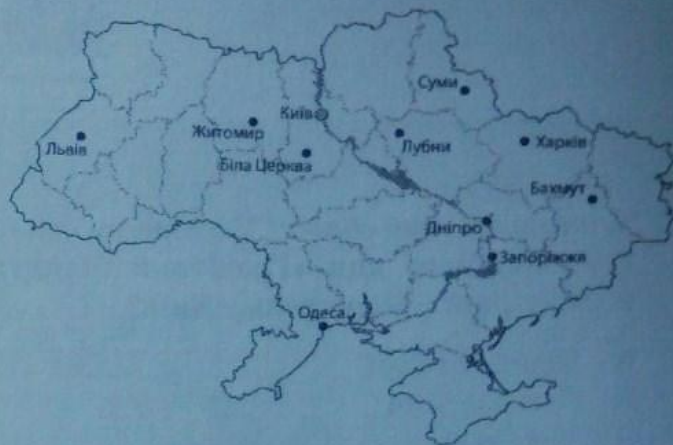 Суми
Київ
Житомир
Лубни
Харків
Львів
Біла Церква
Бахмут
Дніпро
Запоріжжя
Одеса